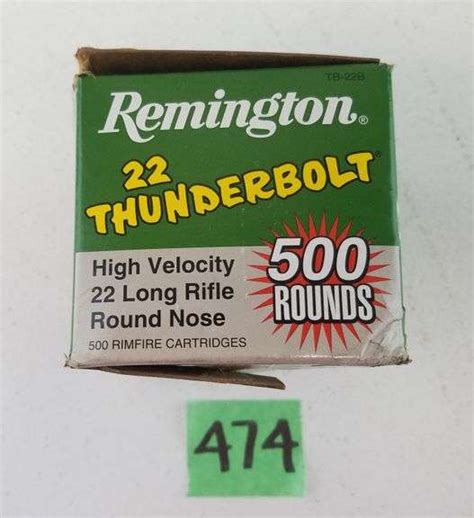 TB-22B
Remington®
22
THUNDERBOLT®
High Velocity
22 Long Rifle
Round Nose
500 RIMFIRE CARTRIDGES
500
ROUNDS
474